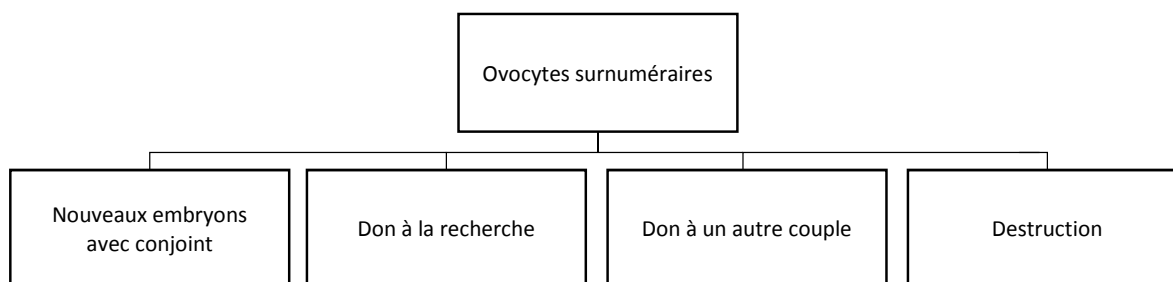 Ovocytes surnuméraires
Nouveaux embryons
avec conjoint
Don à la recherche
Don à un autre couple
Destruction